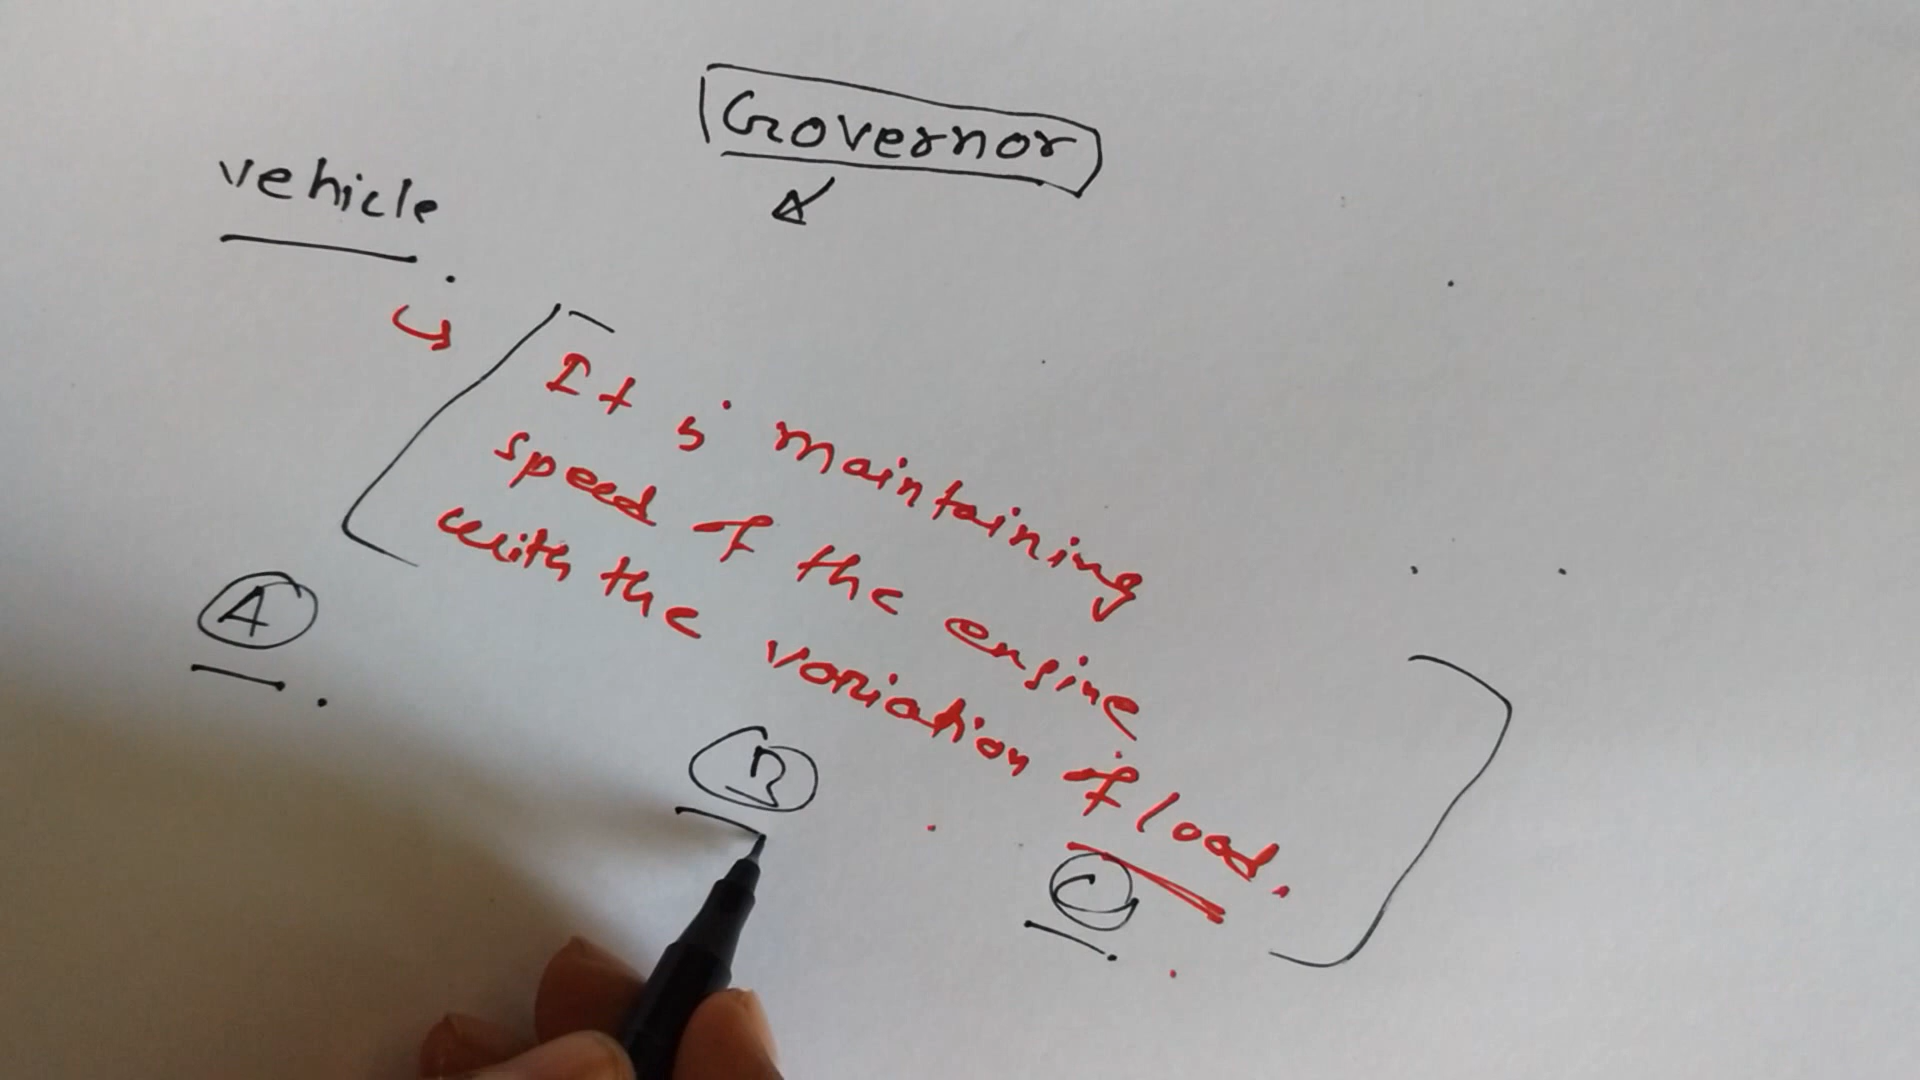 Governor
vehicle
It is maintaining
speed of the engine
with the variation of load.
A
B
C